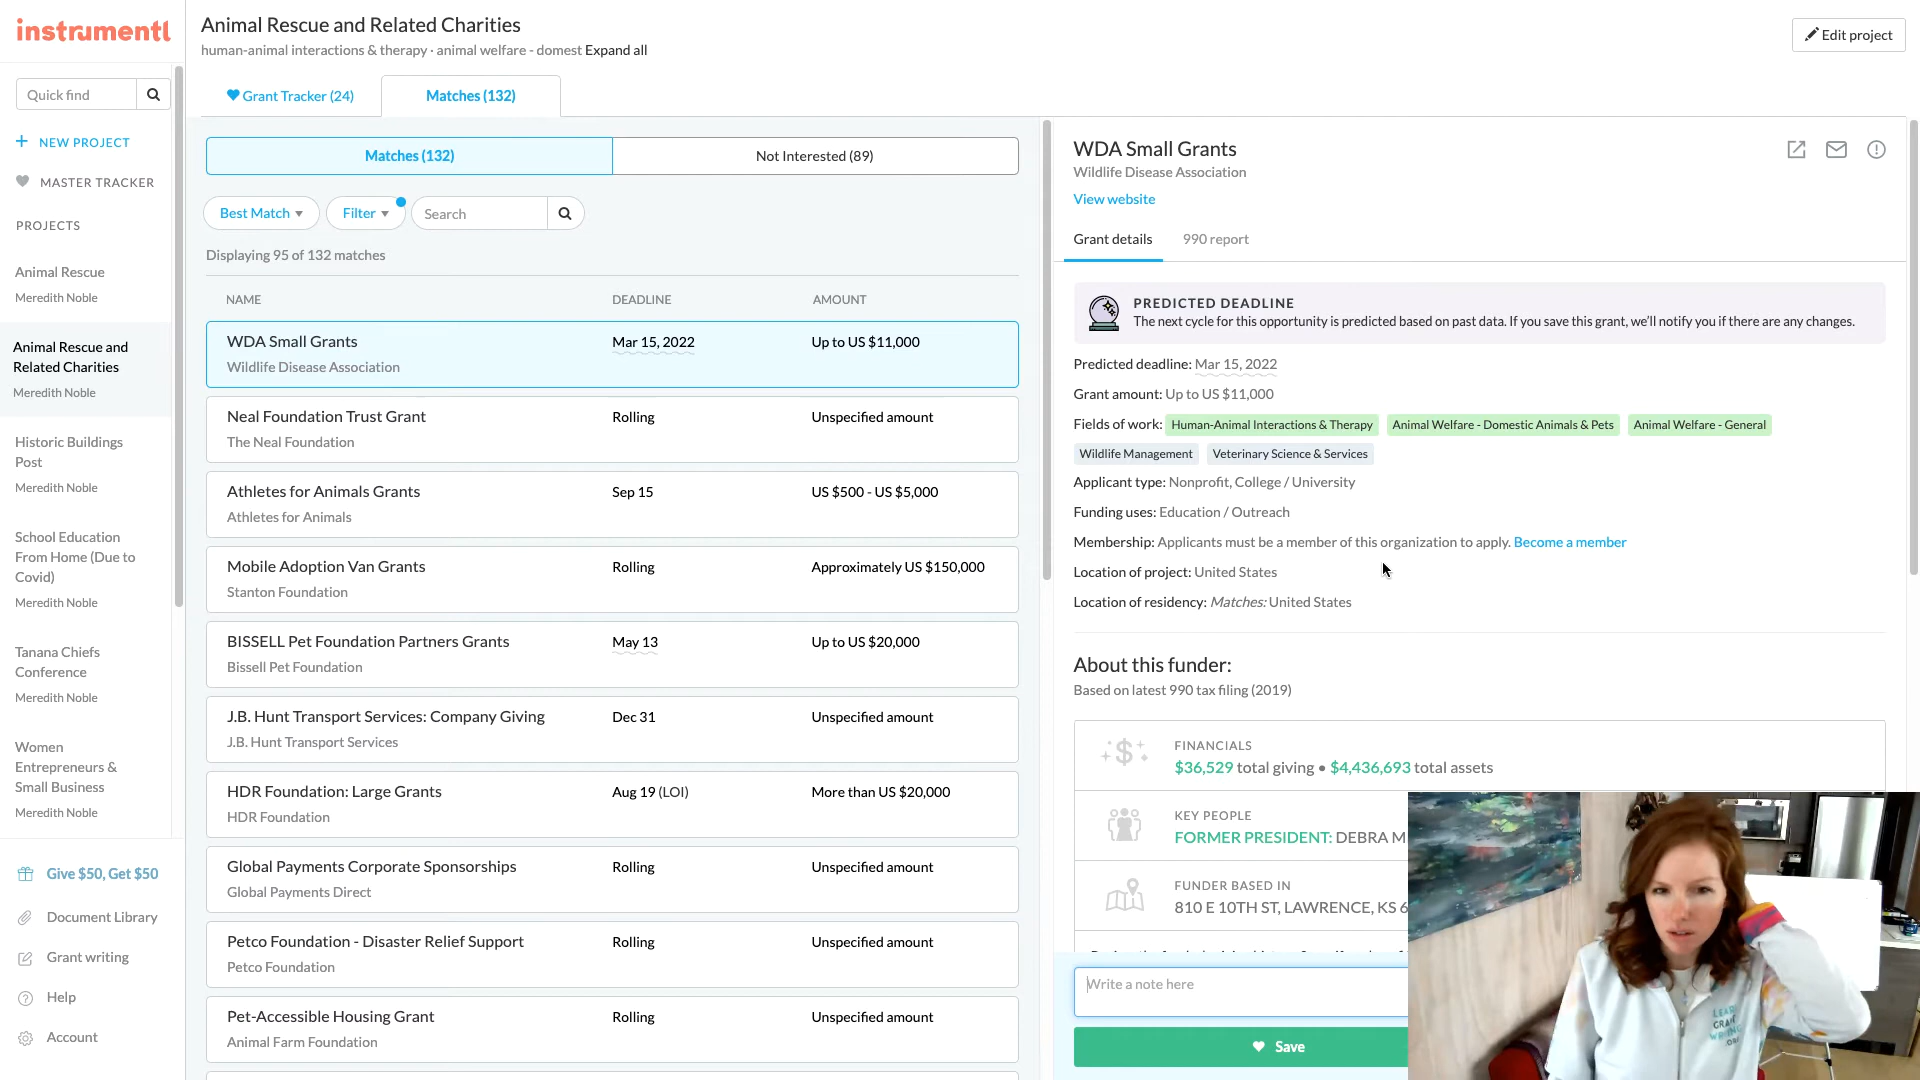 instrumentl
Quick find
NEW PROJECT
MASTER TRACKER
PROJECTS
Animal Rescue
Meredith Noble
Animal Rescue and
Related Charities
Meredith Noble
Historic Buildings
Post
Meredith Noble
School Education
From Home (Due to
Covid)
Meredith Noble
Tanana Chiefs
Conference
Meredith Noble
Women
Entrepreneurs &
Small Business
Meredith Noble
Give $50, Get $50
Document Library
Grant writing
Help
Account
Animal Rescue and Related Charities
human-animal interactions & therapy · animal welfare - domest Expand all
Edit project
Grant Tracker (24)
Matches (132)
Matches (132)
Not Interested (89)
Best Match
Filter
Search
Displaying 95 of 132 matches
NAME DEADLINE AMOUNT
WDA Small Grants Mar 15, 2022 Up to US $11,000
Wildlife Disease Association
Neal Foundation Trust Grant Rolling Unspecified amount
The Neal Foundation
Athletes for Animals Grants Sep 15 US $500 - US $5,000
Athletes for Animals
Mobile Adoption Van Grants Rolling Approximately US $150,000
Stanton Foundation
BISSELL Pet Foundation Partners Grants May 13 Up to US $20,000
Bissell Pet Foundation
J.B. Hunt Transport Services: Company Giving Dec 31 Unspecified amount
J.B. Hunt Transport Services
HDR Foundation: Large Grants Aug 19 (LOI) More than US $20,000
HDR Foundation
Global Payments Corporate Sponsorships Rolling Unspecified amount
Global Payments Direct
Petco Foundation - Disaster Relief Support Rolling Unspecified amount
Petco Foundation
Pet-Accessible Housing Grant Rolling Unspecified amount
Animal Farm Foundation
WDA Small Grants
Wildlife Disease Association
View website
Grant details
990 report
PREDICTED DEADLINE
The next cycle for this opportunity is predicted based on past data. If you save this grant, we'll notify you if there are any changes.
Predicted deadline: Mar 15, 2022
Grant amount: Up to US $11,000
Fields of work: Human-Animal Interactions & Therapy Animal Welfare - Domestic Animals & Pets Animal Welfare - General
Wildlife Management Veterinary Science & Services
Applicant type: Nonprofit, College / University
Funding uses: Education / Outreach
Membership: Applicants must be a member of this organization to apply. Become a member
Location of project: United States
Location of residency: Matches: United States
About this funder:
Based on latest 990 tax filing (2019)
FINANCIALS
$36,529 total giving • $4,436,693 total assets
KEY PEOPLE
FORMER PRESIDENT: DEBRA M
FUNDER BASED IN
810 E 10TH ST, LAWRENCE, KS 6
Write a note here
Save
LEARN
GRANT
WRITING
.ORG